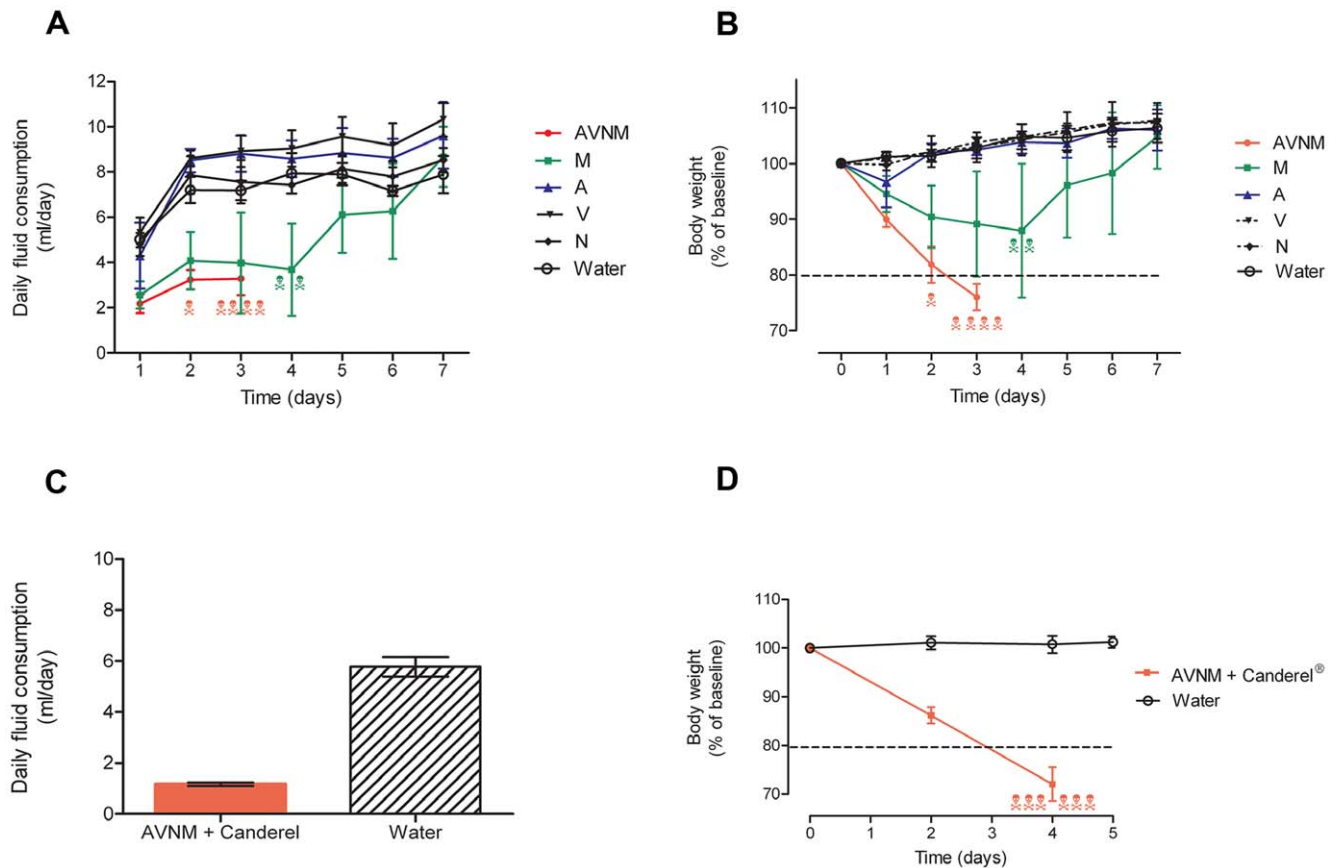 A
Daily fluid consumption
(ml/day)
12
10
8
6
4
2
0
1 2 3 4 5 6 7
Time (days)
AVNM
M
A
V
N
Water
B
Body weight
(% of baseline)
110
100
90
80
70
0 1 2 3 4 5 6 7
Time (days)
AVNM
M
A
V
N
Water
C
Daily fluid consumption
(ml/day)
10
8
6
4
2
0
AVNM + Canderel Water
D
Body weight
(% of baseline)
110
100
90
80
70
0 1 2 3 4 5
Time (days)
AVNM + Canderel®
Water